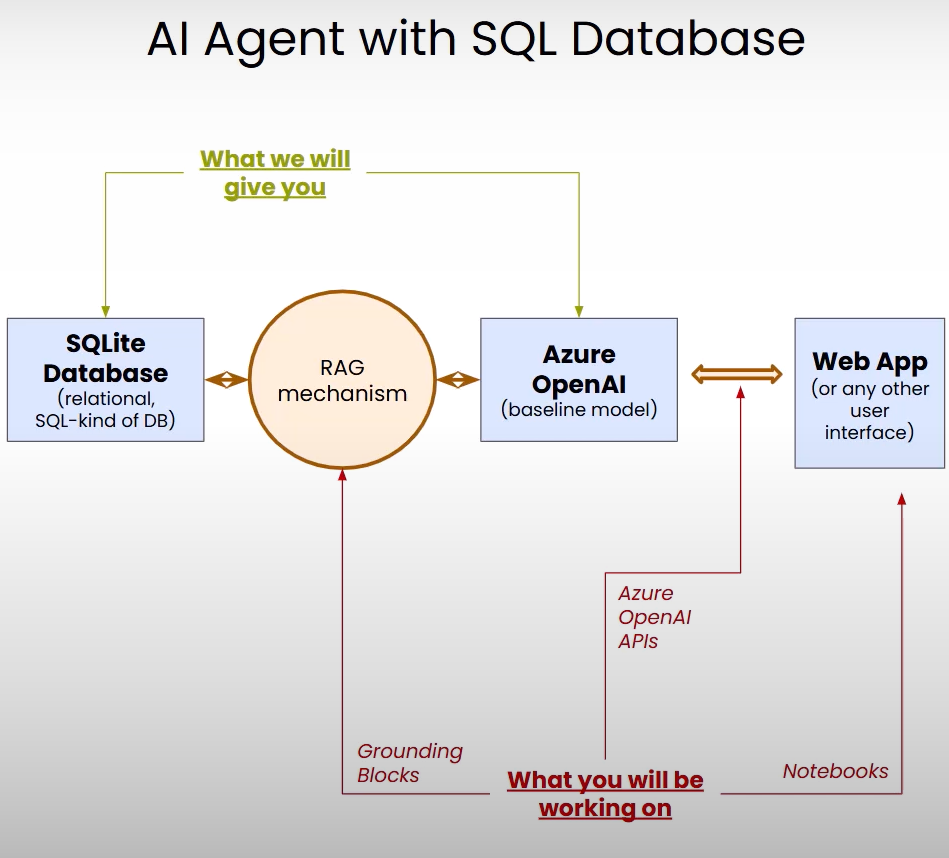 AI Agent with SQL Database
What we will
give you
SQLite
Database
(relational,
SQL-kind of DB)
RAG
mechanism
Azure
OpenAI
(baseline model)
Web App
(or any other
user
interface)
Azure
OpenAI
APIs
Grounding
Blocks
What you will be
working on
Notebooks